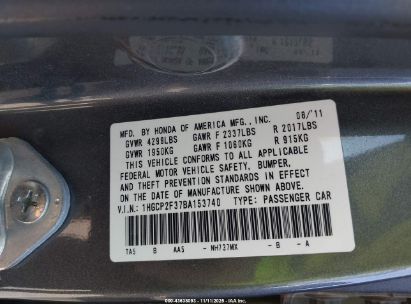 MFD. BY HONDA OF AMERICA MFG., INC. 08/11
GVWR 4298LBS GAWR F 2337LBS R 2017LBS
GVWR 1950KG GAWR F 1060KG R 915KG
THIS VEHICLE CONFORMS TO ALL APPLICABLE
FEDERAL MOTOR VEHICLE SAFETY, BUMPER,
AND THEFT PREVENTION STANDARDS IN EFFECT
ON THE DATE OF MANUFACTURE SHOWN ABOVE.
V.I.N.: 1HGCP2F37BA153740 TYPE: PASSENGER CAR
TA5 B AA5 NH737MX B - A